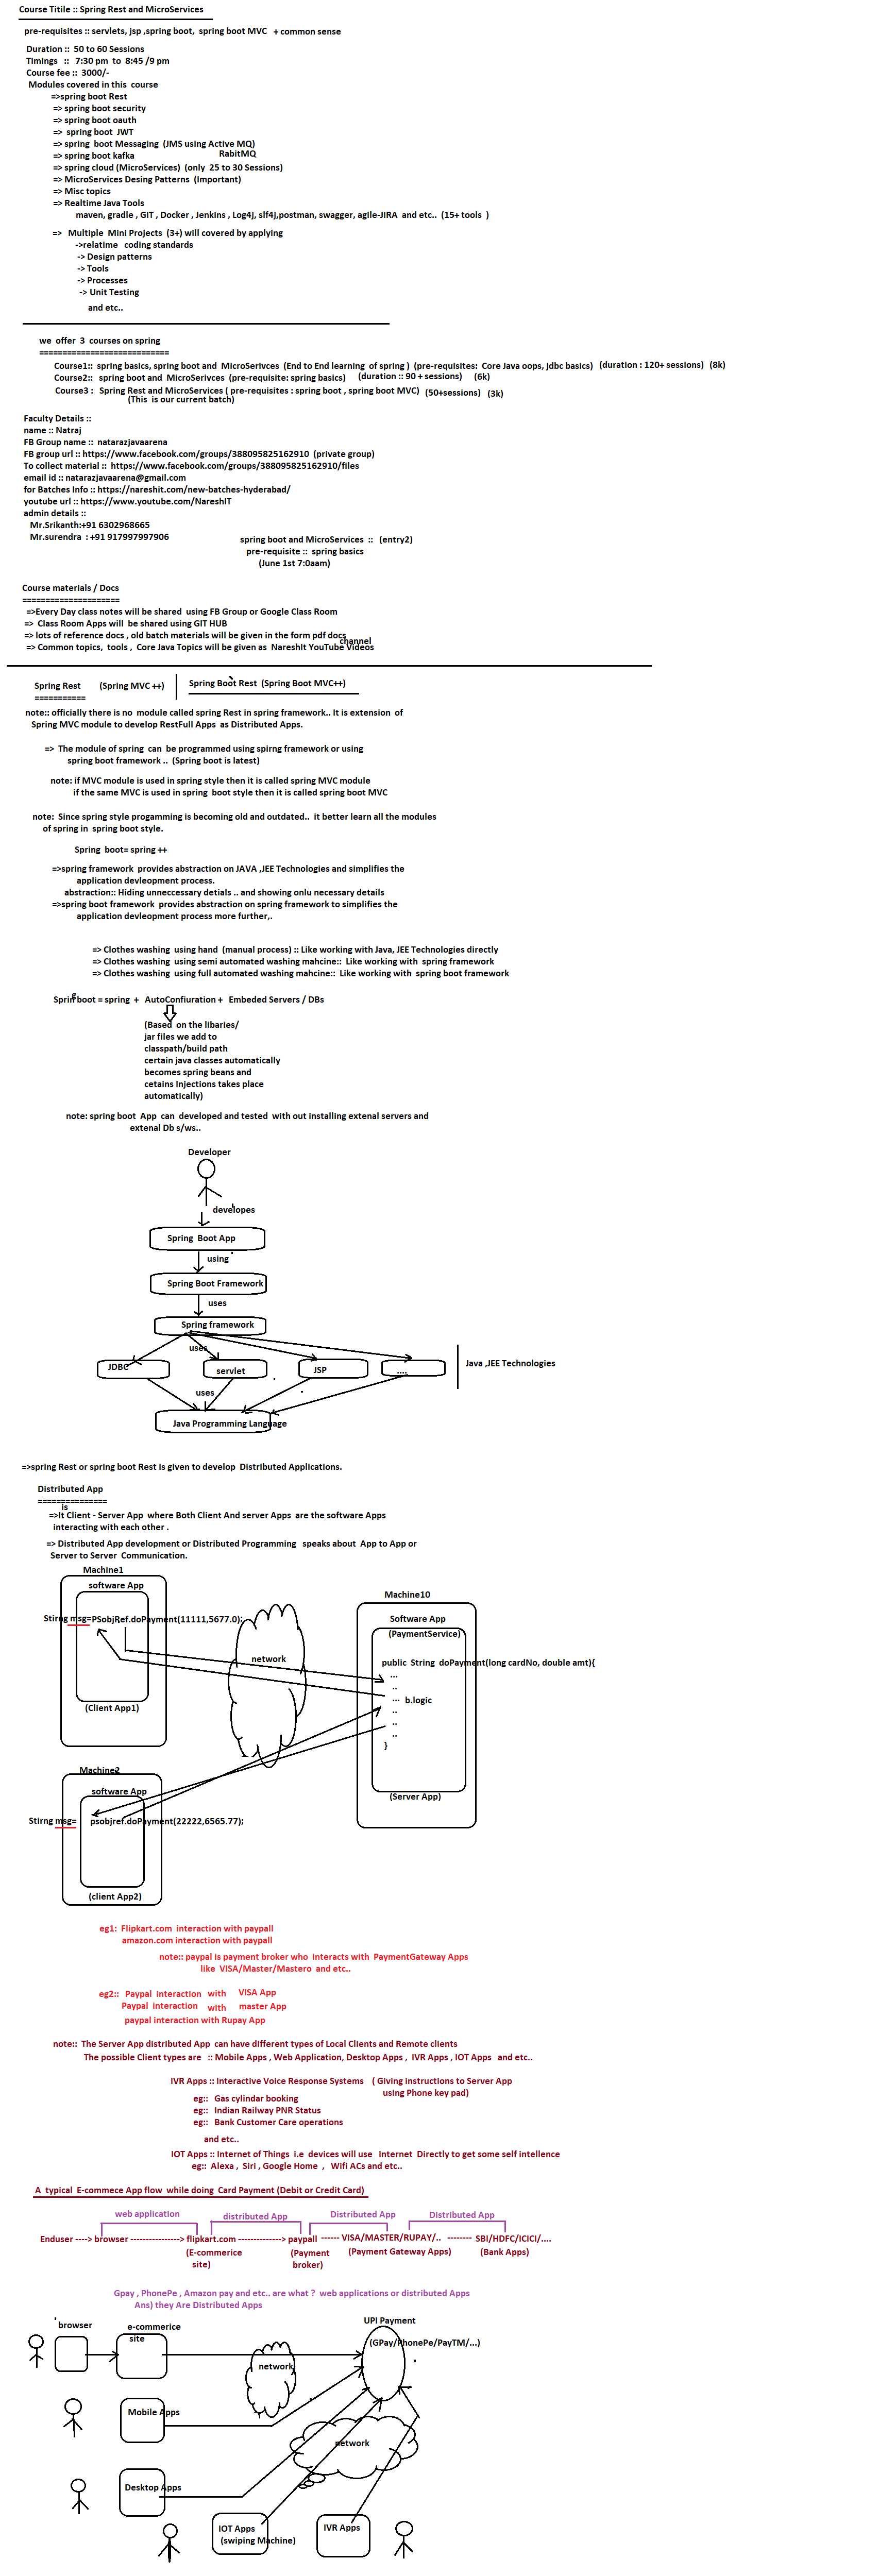 Course Titile :: Spring Rest and MicroServices
pre-requisites :: servlets, jsp ,spring boot,  spring boot MVC  + common sense
Duration ::  50 to 60 Sessions
Timings  ::   7:30 pm  to  8:45 /9 pm
Course fee ::  3000/-
Modules covered in this  course
=>spring boot Rest
=> spring boot security
=> spring boot oauth
=>  spring boot  JWT
=> spring  boot Messaging  (JMS using Active MQ)
RabitMQ
=> spring boot kafka
=> spring cloud (MicroServices)  (only  25 to 30 Sessions)
=> MicroServices Desing Patterns  (Important)
=> Misc topics
=> Realtime Java Tools
maven, gradle , GIT , Docker , Jenkins , Log4j, slf4j,postman, swagger, agile-JIRA  and etc..  (15+ tools  )
=>   Multiple  Mini Projects  (3+) will covered by applying
->relatime   coding standards
-> Design patterns
-> Tools
-> Processes
-> Unit Testing
and etc..
we  offer  3  courses on spring
===========================
Course1::  spring basics, spring boot and  MicroSerivces  (End to End learning  of spring )  (pre-requisites:  Core Java oops, jdbc basics)   (duration : 120+ sessions)  (8k)
Course2::   spring boot and  MicroSerivces  (pre-requisite: spring basics)     (duration :: 90 + sessions)     (6k)
Course3 :   Spring Rest and MicroServices ( pre-requisites : spring boot , spring boot MVC)   (50+sessions)   (3k)
(This  is our current batch)
Faculty Details ::
name :: Natraj
FB Group name ::  natarazjavaarena
FB group url :: https://www.facebook.com/groups/388095825162910  (private group)
To collect material ::  https://www.facebook.com/groups/388095825162910/files
email id :: natarazjavaarena@gmail.com
for Batches Info :: https://nareshit.com/new-batches-hyderabad/
youtube url :: https://www.youtube.com/NareshIT
admin details ::
Mr.Srikanth:+91 6302968665
Mr.surendra  : +91 917997997906
spring boot and MicroServices  ::   (entry2)
pre-requisite ::  spring basics
(June 1st 7:0aam)
Course materials / Docs
=====================
=>Every Day class notes will be shared  using FB Group or Google Class Room
=>  Class Room Apps will  be shared using GIT HUB
=> lots of reference docs , old batch materials will be given in the form pdf docs
channel
=> Common topics,  tools ,  Core Java Topics will be given as  NareshIt YouTube Videos
Spring Rest        (Spring MVC ++)
===========
Spring Boot Rest  (Spring Boot MVC++)
note:: officially there is no  module called spring Rest in spring framework.. It is extension  of
Spring MVC module to develop RestFull Apps  as Distributed Apps.
=>  The module of spring  can  be programmed using spirng framework or using
spring boot framework ..  (Spring boot is latest)
note: if MVC module is used in spring style then it is called spring MVC module
if the same MVC is used in spring  boot style then it is called spring boot MVC
note:  Since spring style progamming is becoming old and outdated..  it better learn all the modules
of spring in  spring boot style.
Spring  boot= spring ++
=>spring framework  provides abstraction on JAVA ,JEE Technologies and simplifies the
application devleopment process.
abstraction:: Hiding unneccessary detials .. and showing onlu necessary details
=>spring boot framework  provides abstraction on spring framework to simplifies the
application devleopment process more further,.
=> Clothes washing  using hand  (manual process) :: Like working with Java, JEE Technologies directly
=> Clothes washing  using semi automated washing mahcine::  Like working with  spring framework
=> Clothes washing  using full automated washing mahcine::  Like working with  spring boot framework
g
Sprin boot = spring  +   AutoConfiuration +   Embeded Servers / DBs
(Based  on the libaries/
jar files we add to
classpath/build path
certain java classes automatically
becomes spring beans and
cetains Injections takes place
automatically)
note: spring boot  App  can  developed and tested  with out installing extenal servers and
extenal Db s/ws..
Developer
developes
Spring  Boot App
using
Spring Boot Framework
uses
Spring framework
uses
JDBC
servlet
JSP
....
Java ,JEE Technologies
uses
Java Programming Language
=>spring Rest or spring boot Rest is given to develop  Distributed Applications.
Distributed App
===============
is
=>It Client - Server App  where Both Client And server Apps  are the software Apps
interacting with each other .
=> Distributed App development or Distributed Programming   speaks about  App to App or
Server to Server  Communication.
Machine1
software App
Stirng msg=PSobjRef.doPayment(11111,5677.0);
(Client App1)
network
Machine10
Software App
(PaymentService)
public  String  doPayment(long cardNo, double amt){
...
..
...  b.logic
..
..
..
}
(Server App)
Machine2
software App
Stirng msg=      psobjref.doPayment(22222,6565.77);
(client App2)
eg1:  Flipkart.com  interaction with paypall
amazon.com interaction with paypall
note:: paypal is payment broker who  interacts with  PaymentGateway Apps
like  VISA/Master/Mastero  and etc..
eg2::   Paypal  interaction   with     VISA App
Paypal  interaction    with     master App
paypal interaction with Rupay App
note::   The Server App distributed App  can have different types of Local Clients and Remote clients
The possible Client types are   :: Mobile Apps , Web Application, Desktop Apps ,  IVR Apps , IOT Apps   and etc..
IVR Apps :: Interactive Voice Response Systems    ( Giving instructions to Server App
using Phone key pad)
eg::   Gas cylindar booking
eg::   Indian Railway PNR Status
eg::   Bank Customer Care operations
and etc..
IOT Apps :: Internet of Things  i.e  devices will use   Internet  Directly to get some self intellence
eg::  Alexa ,  Siri , Google Home  ,   Wifi ACs and etc..
A  typical  E-commece App flow  while doing  Card Payment (Debit or Credit Card)
web application
distributed App
Distributed App
Distributed App
Enduser ----> browser ----------------> flipkart.com --------------> paypall ------ VISA/MASTER/RUPAY/..  --------  SBI/HDFC/ICICI/....
(E-commerice
site)
(Payment
broker)
(Payment Gateway Apps)
(Bank Apps)
Gpay , PhonePe , Amazon pay and etc.. are what ?  web applications or distributed Apps
Ans) they Are Distributed Apps
browser
e-commerice
site
UPI Payment
(GPay/PhonePe/PayTM/...)
network
Mobile Apps
network
Desktop Apps
IOT Apps
(swiping Machine)
IVR Apps